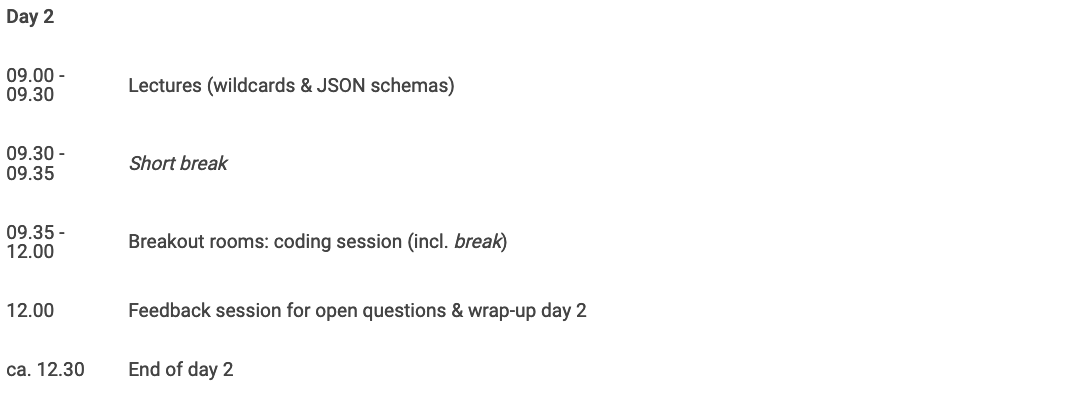 Day 2
09.00 -
09.30
Lectures (wildcards & JSON schemas)
09.30 -
09.35
Short break
09.35 -
12.00
Breakout rooms: coding session (incl. break)
12.00
Feedback session for open questions & wrap-up day 2
ca. 12.30
End of day 2